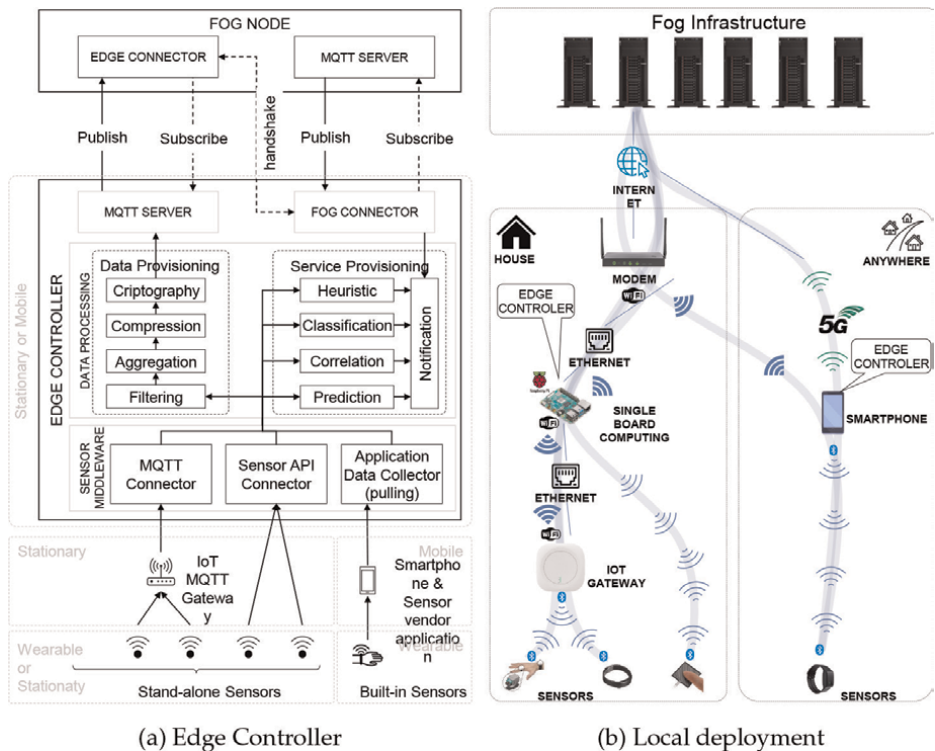 FOG NODE
EDGE CONNECTOR
MQTT SERVER
Publish
Subscribe
handshake
Publish
Subscribe
Stationary or Mobile
EDGE CONTROLLER
MQTT SERVER
FOG CONNECTOR
DATA PROCESSING
Data Provisioning
Criptography
Compression
Aggregation
Filtering
Service Provisioning
Heuristic
Classification
Correlation
Prediction
Notification
SENSOR
MIDDLEWARE
MQTT
Connector
Sensor API
Connector
Application
Data Collector
(pulling)
Stationary
IoT
MQTT
Gatewa
y
Mobile
Smartpho
ne &
Sensor
vendor
applicatio
n
Wearable
or
Stationaty
Stand-alone Sensors
Wearable
Built-in Sensors
(a) Edge Controller
Fog Infrastructure
INTERN
ET
HOUSE
MODEM
WiFi
EDGE
CONTROLER
ETHERNET
SINGLE
BOARD
COMPUTING
WiFi
ETHERNET
WiFi
IOT
GATEWAY
SENSORS
ANYWHERE
5G
EDGE
CONTROLER
SMARTPHONE
SENSORS
(b) Local deployment